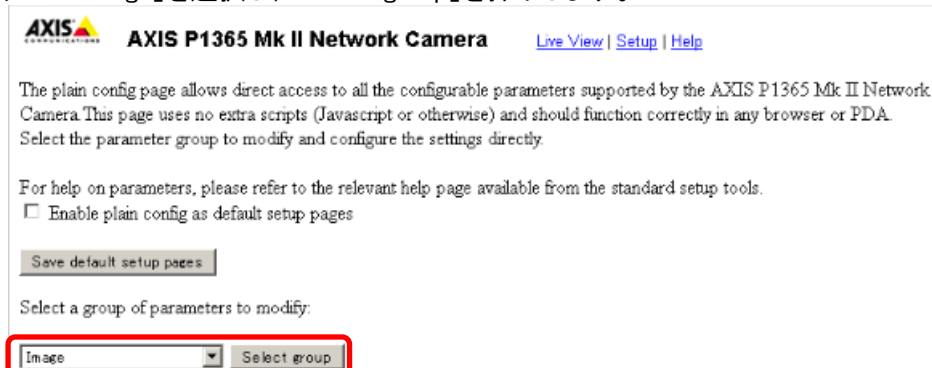 AXIS COMMUNICATIONS AXIS P1365 Mk II Network Camera Live View | Setup | Help
The plain config page allows direct access to all the configurable parameters supported by the AXIS P1365 Mk II Network
Camera.This page uses no extra scripts (Javascript or otherwise) and should function correctly in any browser or PDA.
Select the parameter group to modify and configure the settings directly.
For help on parameters, please refer to the relevant help page available from the standard setup tools.
Enable plain config as default setup pages
Save default setup pages
Select a group of parameters to modify:
Image Select group